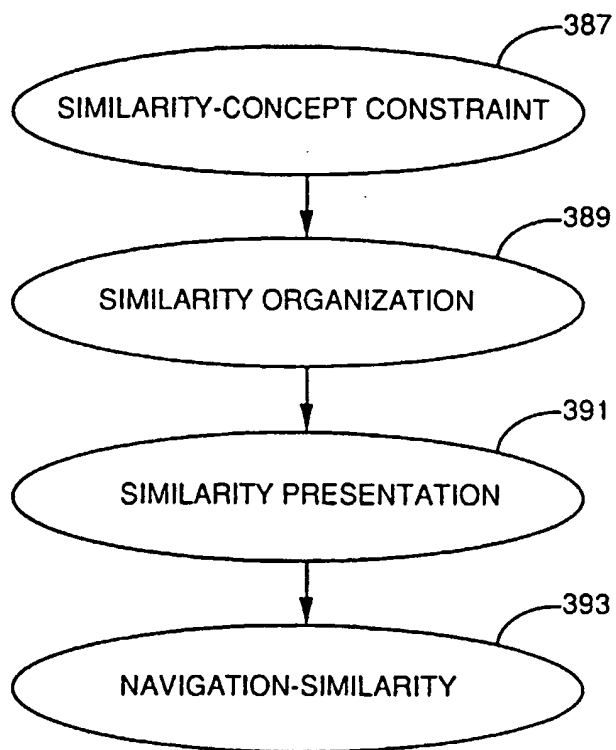 387
SIMILARITY-CONCEPT CONSTRAINT
389
SIMILARITY ORGANIZATION
391
SIMILARITY PRESENTATION
393
NAVIGATION-SIMILARITY